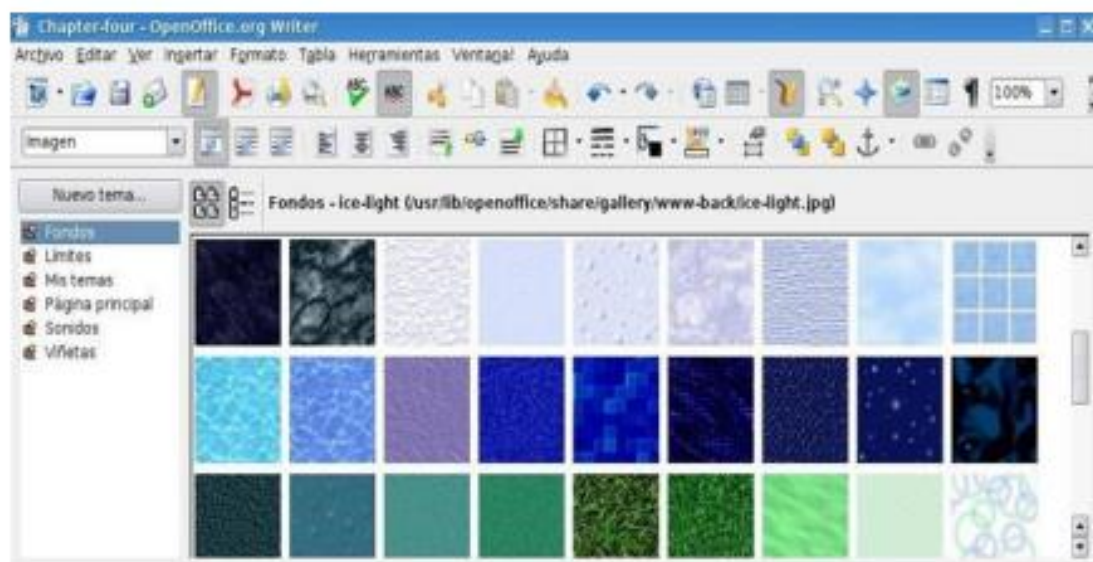 Chapter-four - OpenOffice.org Writer
Archivo Editar Ver Insertar Formato Tabla Herramientas Ventana! Ayuda
100%
Imagen
Nuevo tema...
Fondos - ice-light (/usr/lib/openoffice/share/gallery/www-back/ice-light.jpg)
Fondos
Limites
Mis temas
Página principal
Sonidos
Viñetas